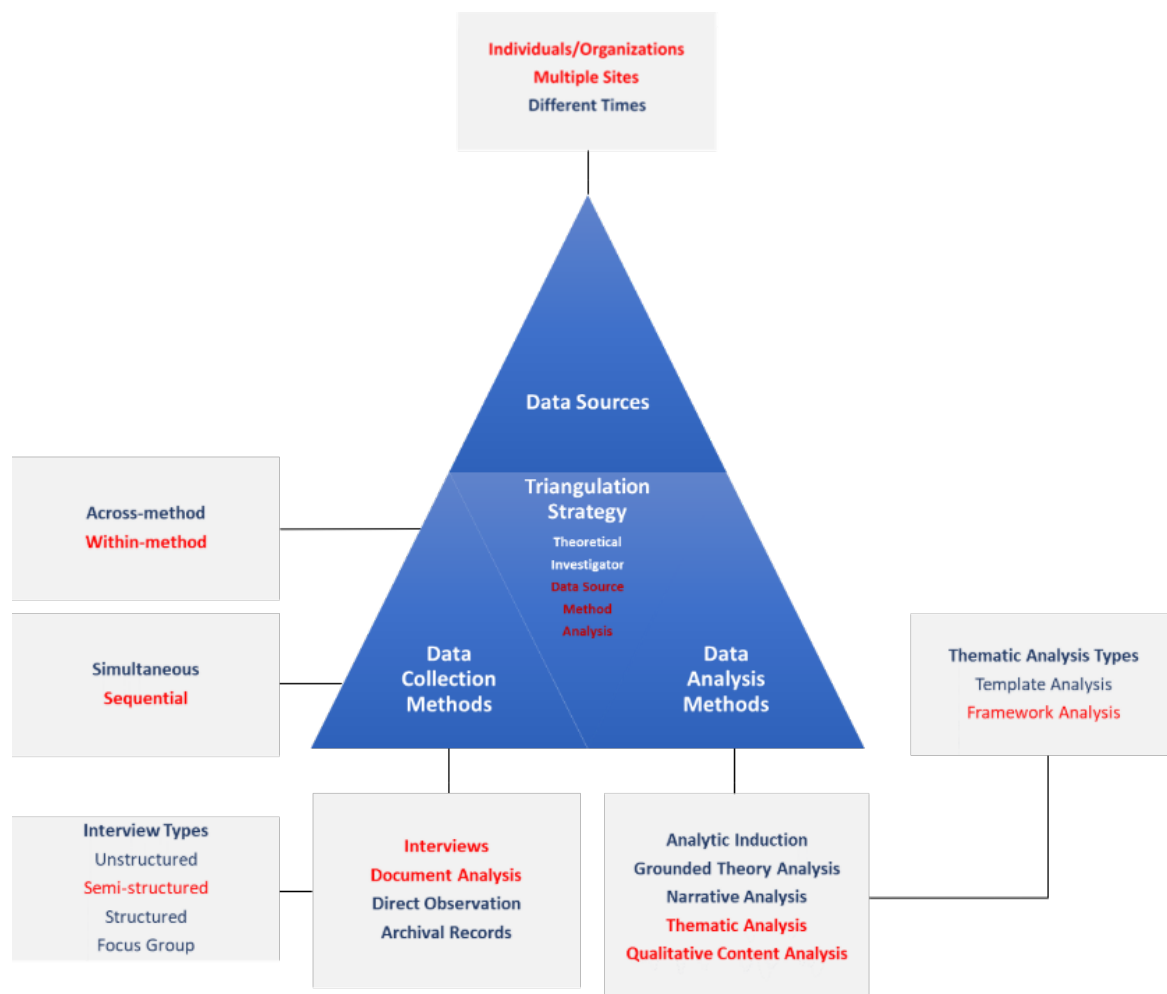 Individuals/Organizations
Multiple Sites
Different Times
Data Sources
Triangulation
Strategy
Theoretical
Investigator
Data Source
Method
Analysis
Across-method
Within-method
Simultaneous
Sequential
Data
Collection
Methods
Data
Analysis
Methods
Thematic Analysis Types
Template Analysis
Framework Analysis
Interview Types
Unstructured
Semi-structured
Structured
Focus Group
Interviews
Document Analysis
Direct Observation
Archival Records
Analytic Induction
Grounded Theory Analysis
Narrative Analysis
Thematic Analysis
Qualitative Content Analysis